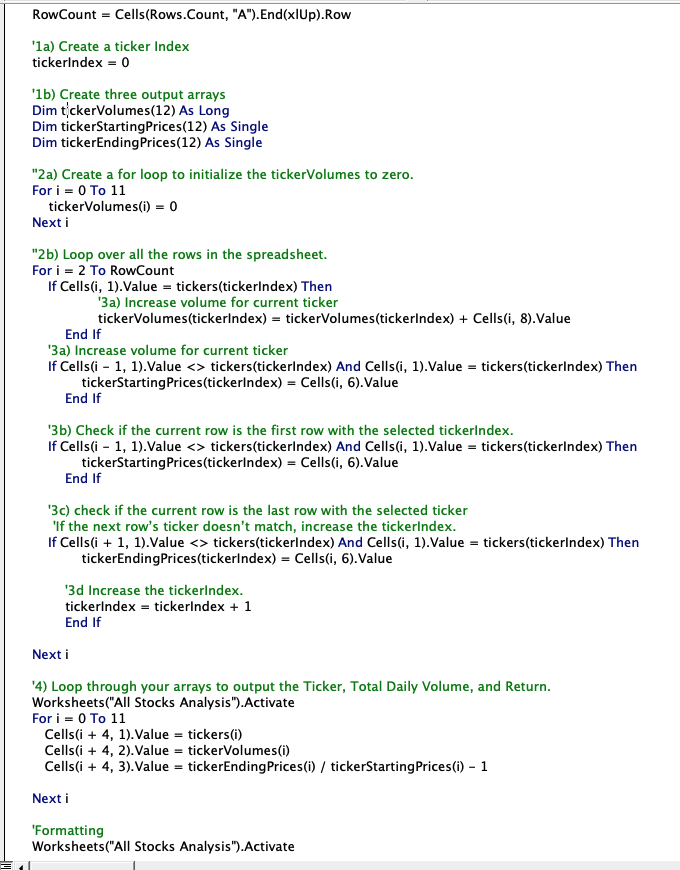 RowCount = Cells(Rows.Count, "A").End(xlUp).Row
'1a) Create a ticker Index
tickerIndex = 0
'1b) Create three output arrays
Dim tickerVolumes(12) As Long
Dim tickerStartingPrices(12) As Single
Dim tickerEndingPrices(12) As Single
''2a) Create a for loop to initialize the tickerVolumes to zero.
For i = 0 To 11
tickerVolumes(i) = 0
Next i
''2b) Loop over all the rows in the spreadsheet.
For i = 2 To RowCount
If Cells(i, 1).Value = tickers(tickerIndex) Then
'3a) Increase volume for current ticker
tickerVolumes(tickerIndex) = tickerVolumes(tickerIndex) + Cells(i, 8).Value
End If
'3a) Increase volume for current ticker
If Cells(i - 1, 1).Value <> tickers(tickerIndex) And Cells(i, 1).Value = tickers(tickerIndex) Then
tickerStartingPrices(tickerIndex) = Cells(i, 6).Value
End If
'3b) Check if the current row is the first row with the selected tickerIndex.
If Cells(i - 1, 1).Value <> tickers(tickerIndex) And Cells(i, 1).Value = tickers(tickerIndex) Then
tickerStartingPrices(tickerIndex) = Cells(i, 6).Value
End If
'3c) check if the current row is the last row with the selected ticker
'If the next row's ticker doesn't match, increase the tickerIndex.
If Cells(i + 1, 1).Value <> tickers(tickerIndex) And Cells(i, 1).Value = tickers(tickerIndex) Then
tickerEndingPrices(tickerIndex) = Cells(i, 6).Value
'3d Increase the tickerIndex.
tickerIndex = tickerIndex + 1
End If
Next i
'4) Loop through your arrays to output the Ticker, Total Daily Volume, and Return.
Worksheets("All Stocks Analysis").Activate
For i = 0 To 11
Cells(i + 4, 1).Value = tickers(i)
Cells(i + 4, 2).Value = tickerVolumes(i)
Cells(i + 4, 3).Value = tickerEndingPrices(i) / tickerStartingPrices(i) - 1
Next i
'Formatting
Worksheets("All Stocks Analysis").Activate